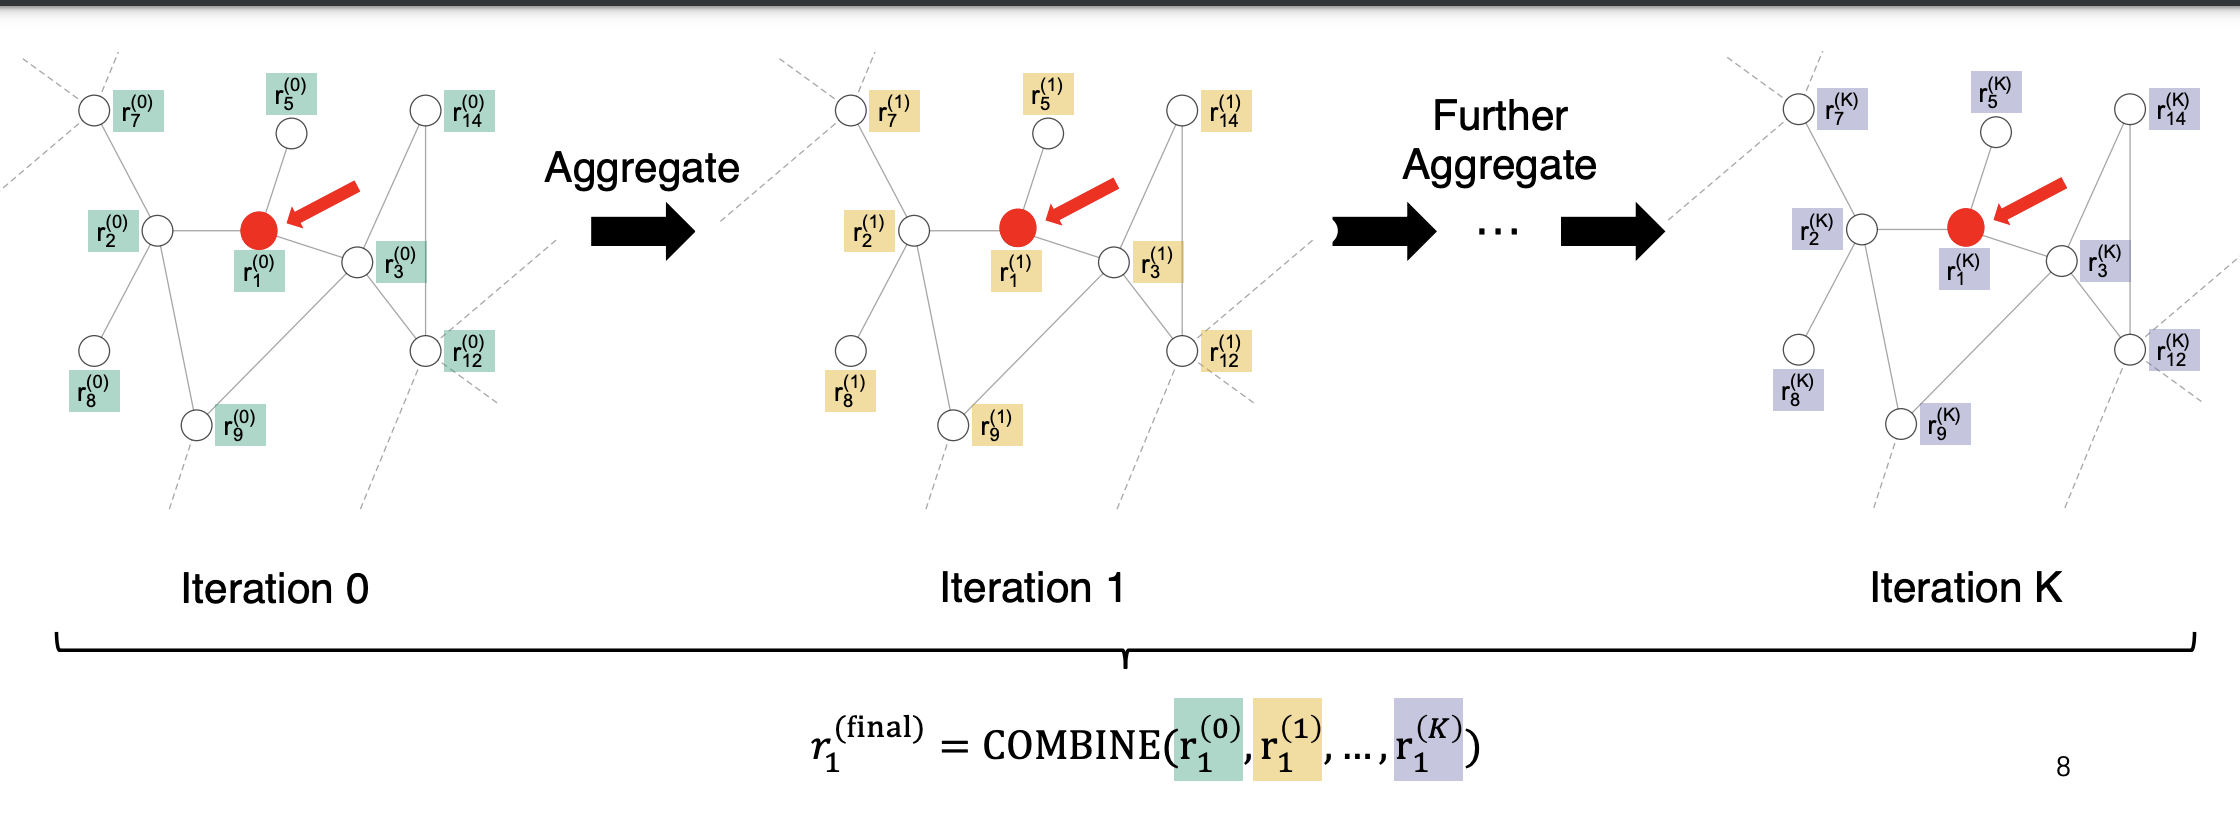 r₇⁽⁰⁾
r₅⁽⁰⁾
r₁₄⁽⁰⁾
r₂⁽⁰⁾
r₁⁽⁰⁾
r₃⁽⁰⁾
r₁₂⁽⁰⁾
r₈⁽⁰⁾
r₉⁽⁰⁾
Iteration 0
Aggregate
r₇⁽¹⁾
r₅⁽¹⁾
r₁₄⁽¹⁾
r₂⁽¹⁾
r₁⁽¹⁾
r₃⁽¹⁾
r₁₂⁽¹⁾
r₈⁽¹⁾
r₉⁽¹⁾
Iteration 1
Further
Aggregate
...
r₇⁽ᴷ⁾
r₅⁽ᴷ⁾
r₁₄⁽ᴷ⁾
r₂⁽ᴷ⁾
r₁⁽ᴷ⁾
r₃⁽ᴷ⁾
r₁₂⁽ᴷ⁾
r₈⁽ᴷ⁾
r₉⁽ᴷ⁾
Iteration K
r₁⁽ᶠⁱⁿᵃˡ⁾ = COMBINE(r₁⁽⁰⁾, r₁⁽¹⁾, ..., r₁⁽ᴷ⁾)
8